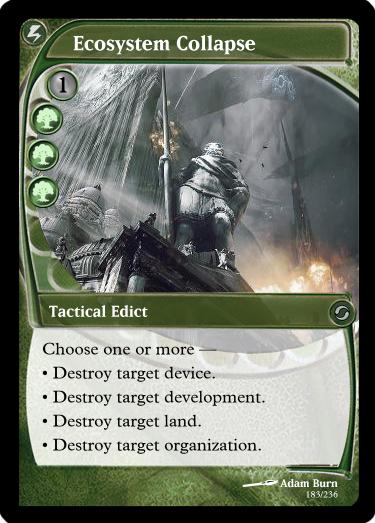 Ecosystem Collapse
1
Tactical Edict
Choose one or more —
• Destroy target device.
• Destroy target development.
• Destroy target land.
• Destroy target organization.
Adam Burn
183/236